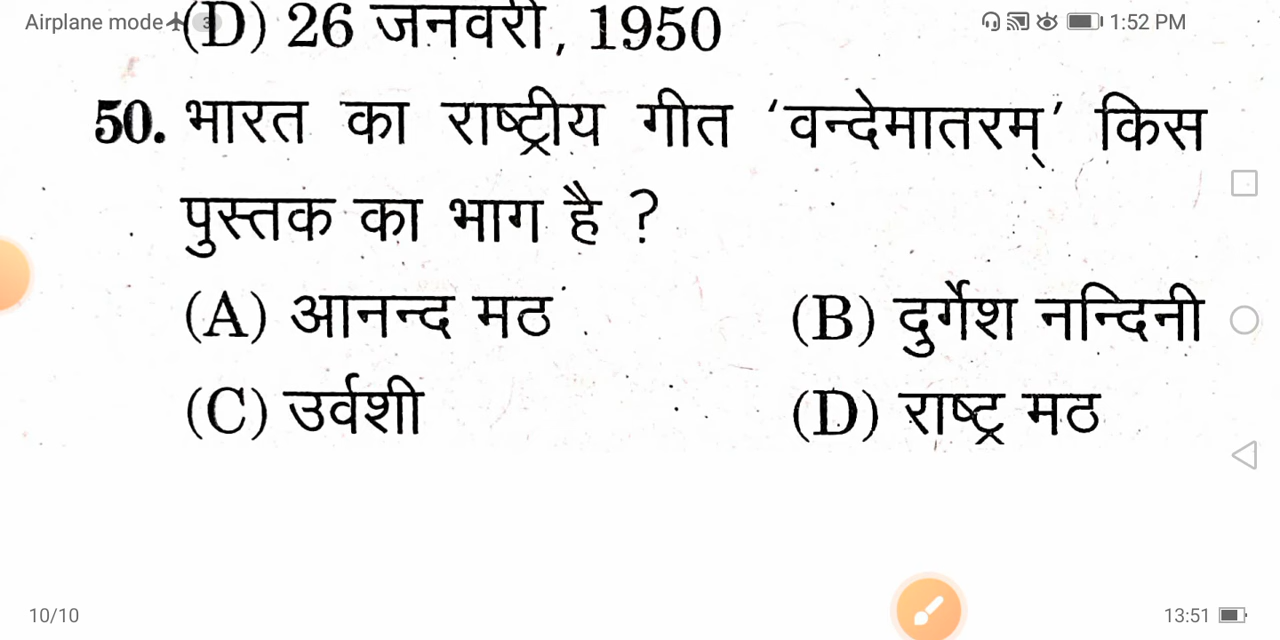 Airplane mode 3 1:52 PM
(D) 26 जनवरी, 1950
50. भारत का राष्ट्रीय गीत ‘वन्देमातरम्’ किस
पुस्तक का भाग है ?
(A) आनन्द मठ (B) दुर्गेश नन्दिनी
(C) उर्वशी (D) राष्ट्र मठ
10/10 13:51